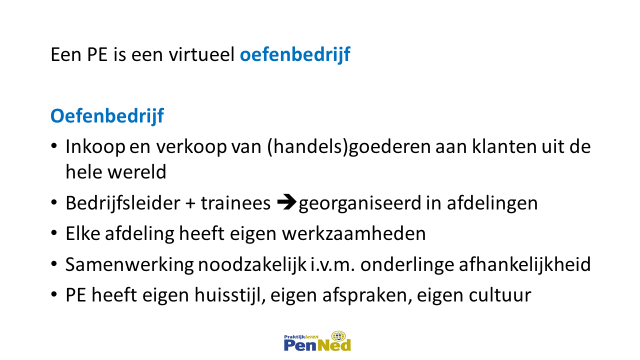 Een PE is een virtueel oefenbedrijf
Oefenbedrijf
• Inkoop en verkoop van (handels)goederen aan klanten uit de
hele wereld
• Bedrijfsleider + trainees ➔georganiseerd in afdelingen
• Elke afdeling heeft eigen werkzaamheden
• Samenwerking noodzakelijk i.v.m. onderlinge afhankelijkheid
• PE heeft eigen huisstijl, eigen afspraken, eigen cultuur
Praktijkleren
PenNed